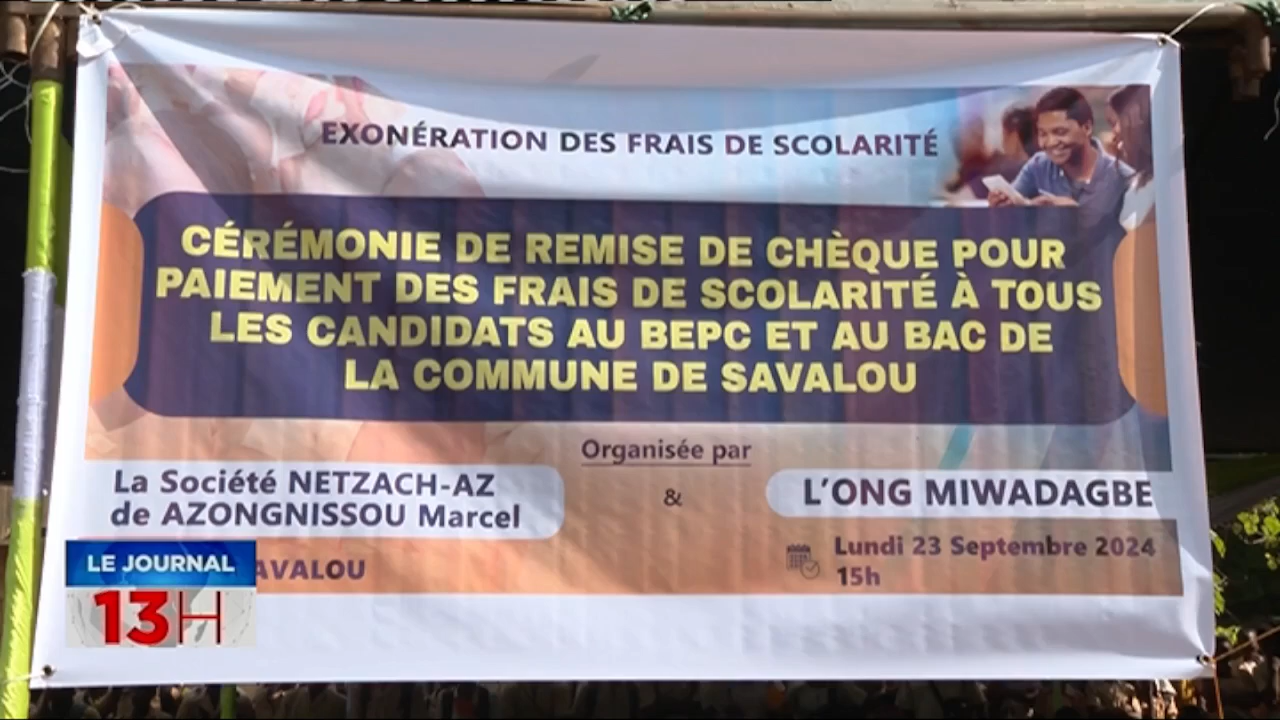 EXONÉRATION DES FRAIS DE SCOLARITÉ
CÉRÉMONIE DE REMISE DE CHÈQUE POUR
PAIEMENT DES FRAIS DE SCOLARITÉ À TOUS
LES CANDIDATS AU BEPC ET AU BAC DE
LA COMMUNE DE SAVALOU
Organisée par
La Société NETZACH-AZ
de AZONGNISSOU Marcel
&
L'ONG MIWADAGBE
AVALOU
Lundi 23 Septembre 2024
15h
LE JOURNAL
13H